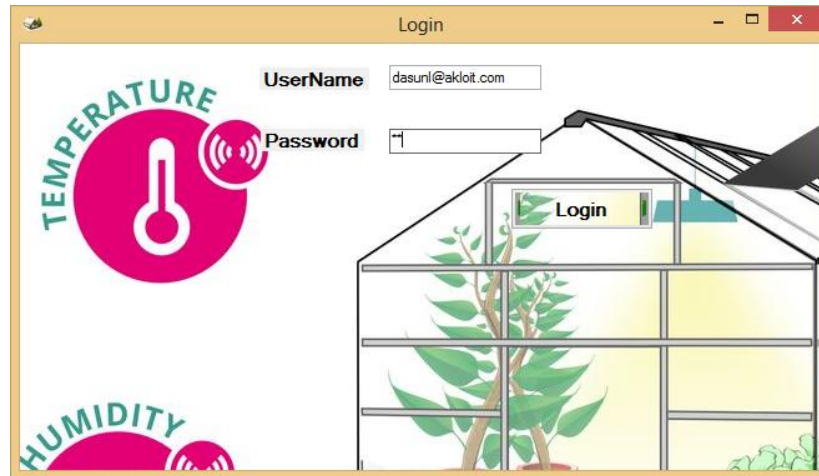 Login
UserName
dasunl@akloit.com
TEMPERATURE
Password
**
Login
HUMIDITY